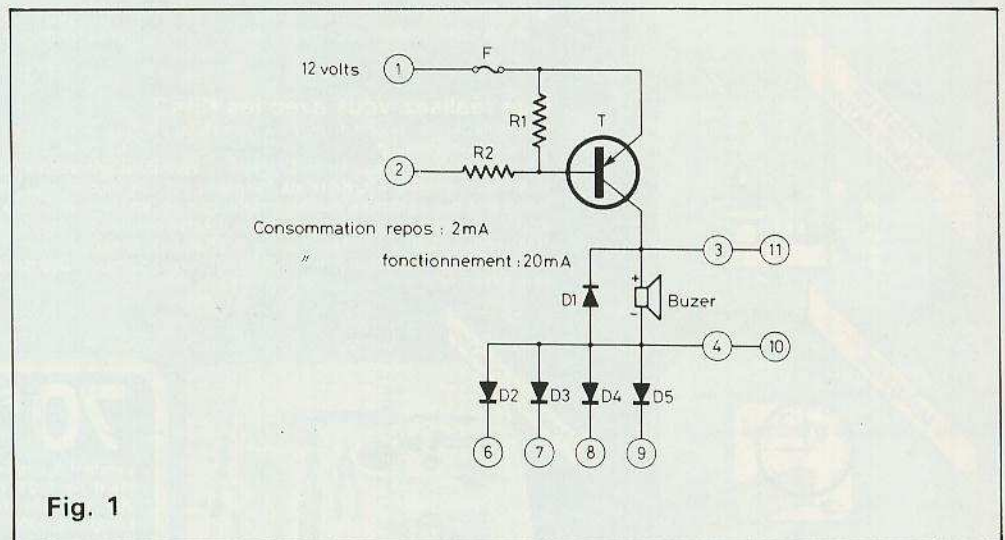 F
12 volts 1
R1
T
R2
2
Consommation repos : 2mA
" fonctionnement : 20mA
3 11
D1
+
-
Buzer
4 10
D2 D3 D4 D5
6 7 8 9
Fig. 1